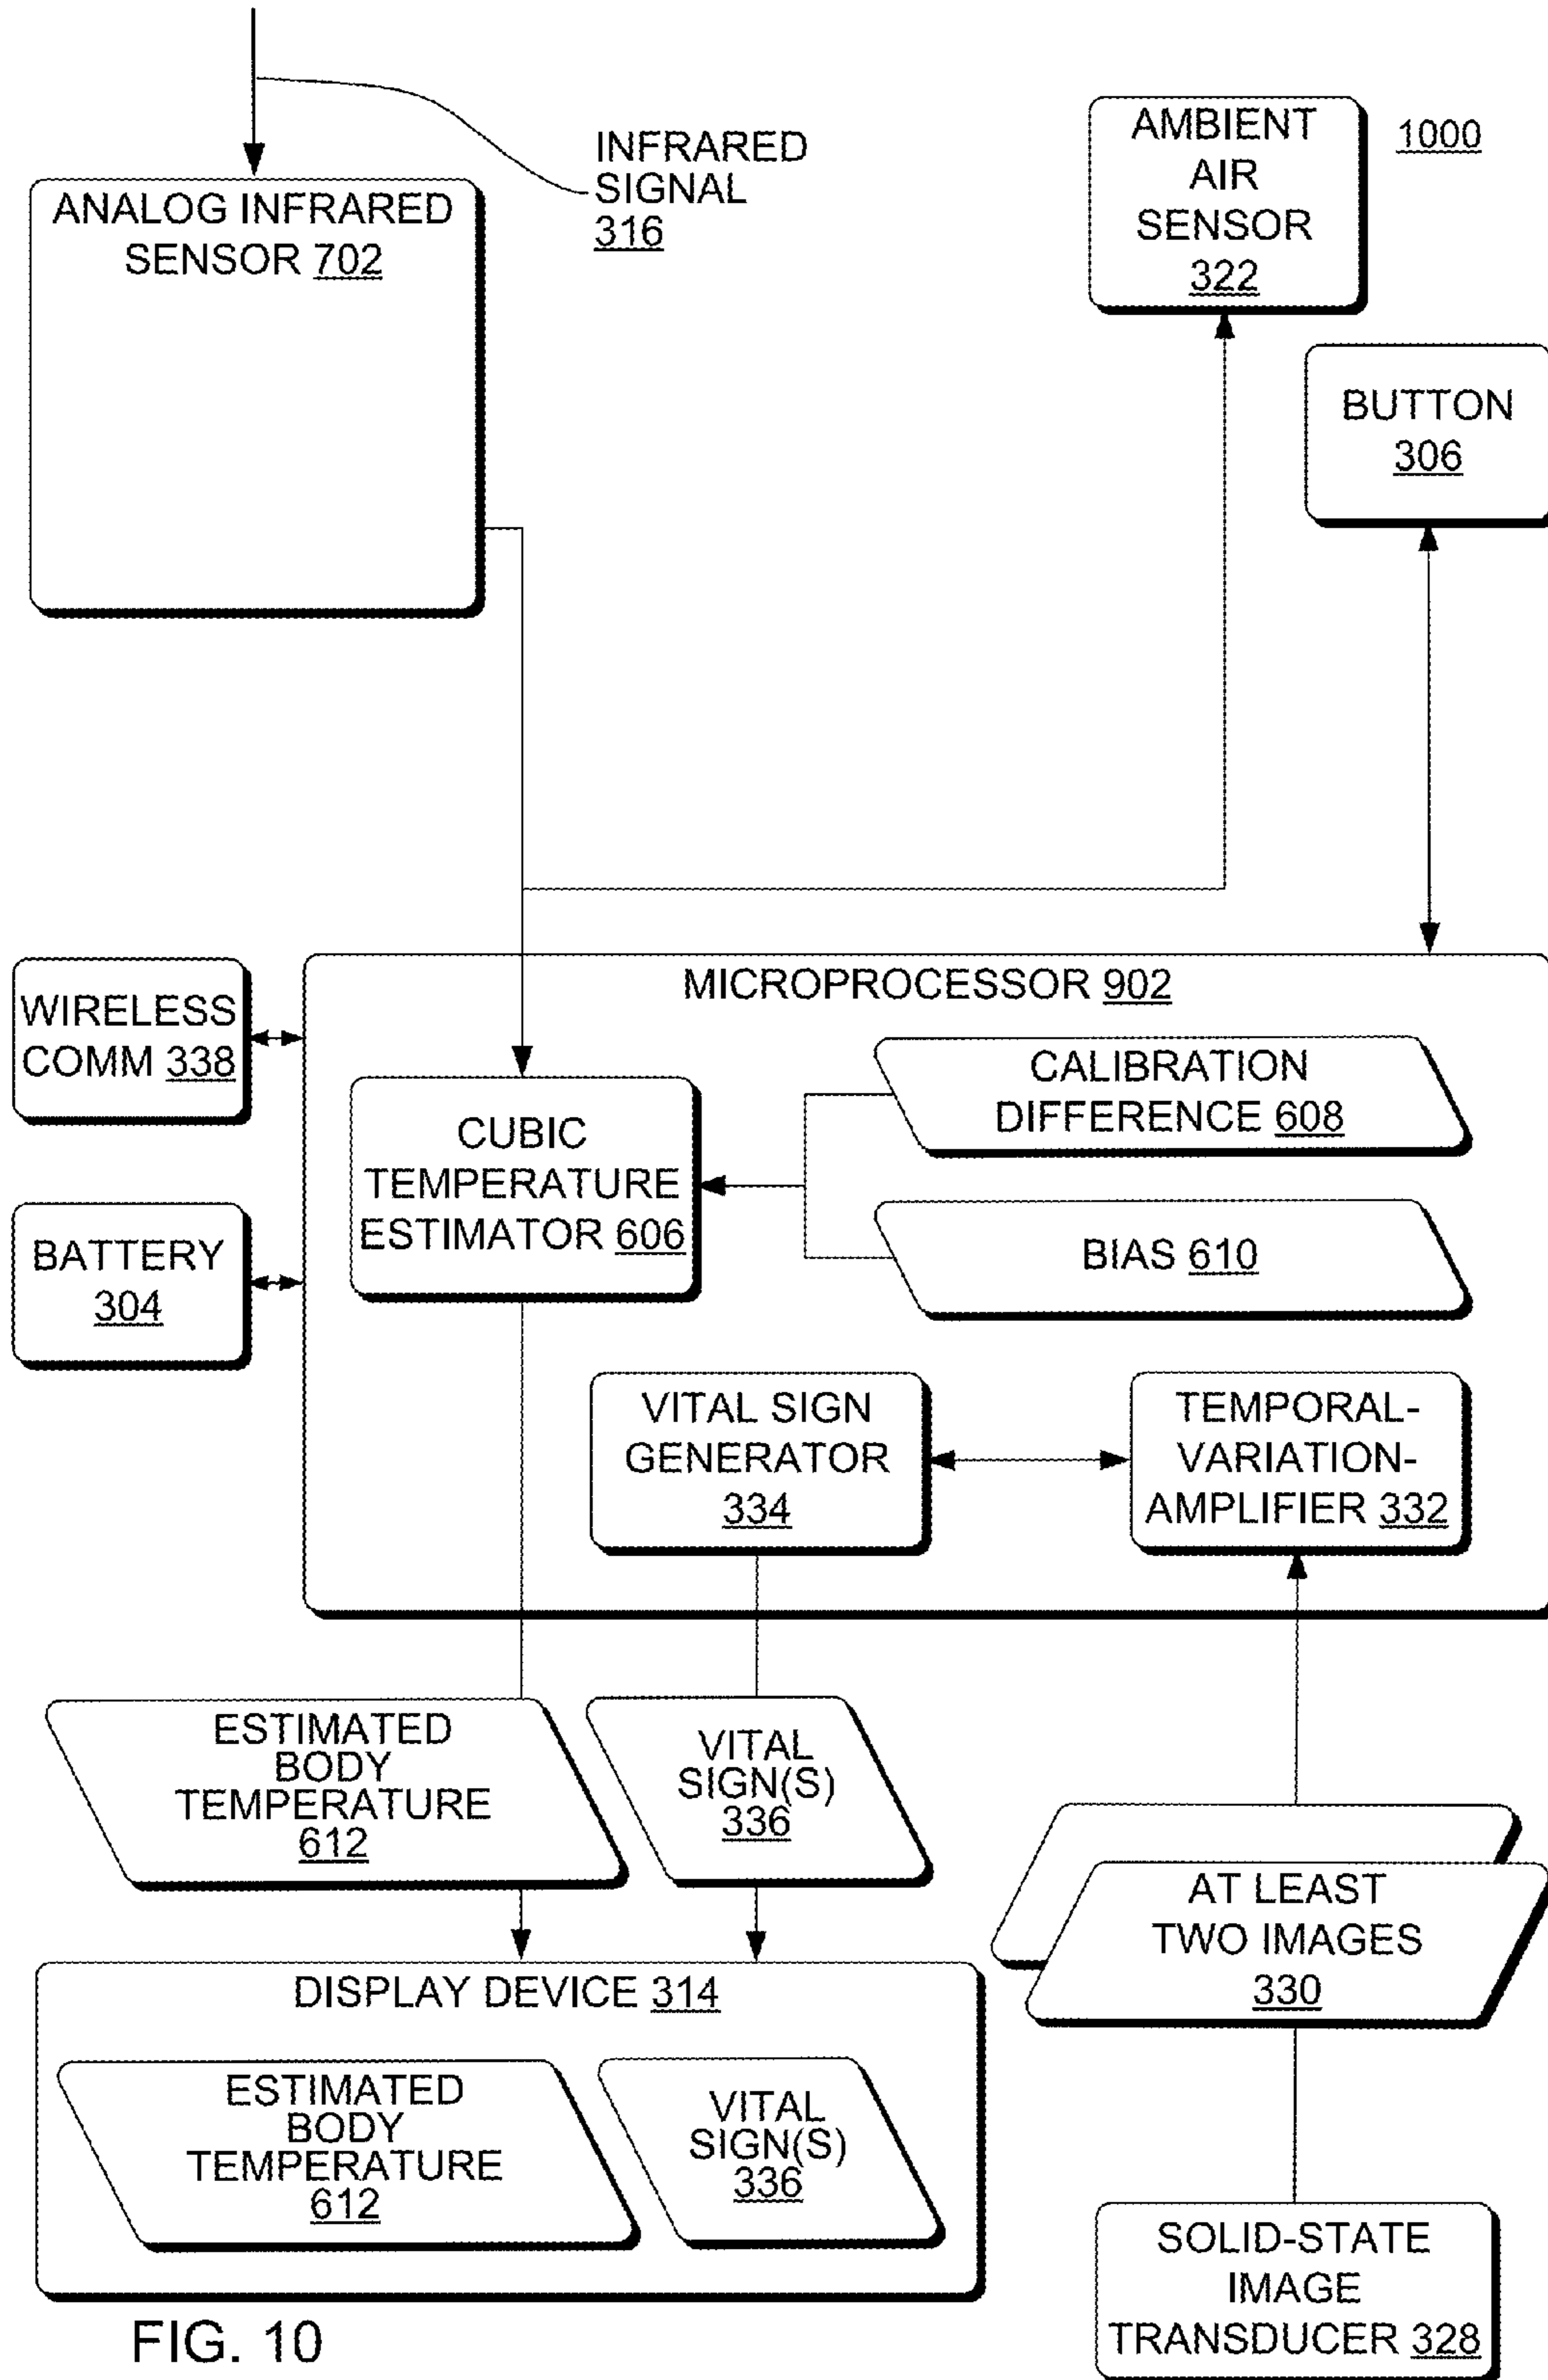 INFRARED
SIGNAL
316
ANALOG INFRARED
SENSOR 702
AMBIENT
AIR
SENSOR
322
1000
BUTTON
306
MICROPROCESSOR 902
WIRELESS
COMM 338
BATTERY
304
CUBIC
TEMPERATURE
ESTIMATOR 606
CALIBRATION
DIFFERENCE 608
BIAS 610
VITAL SIGN
GENERATOR
334
TEMPORAL-
VARIATION-
AMPLIFIER 332
ESTIMATED
BODY
TEMPERATURE
612
VITAL
SIGN(S)
336
AT LEAST
TWO IMAGES
330
DISPLAY DEVICE 314
ESTIMATED
BODY
TEMPERATURE
612
VITAL
SIGN(S)
336
SOLID-STATE
IMAGE
TRANSDUCER 328
FIG. 10